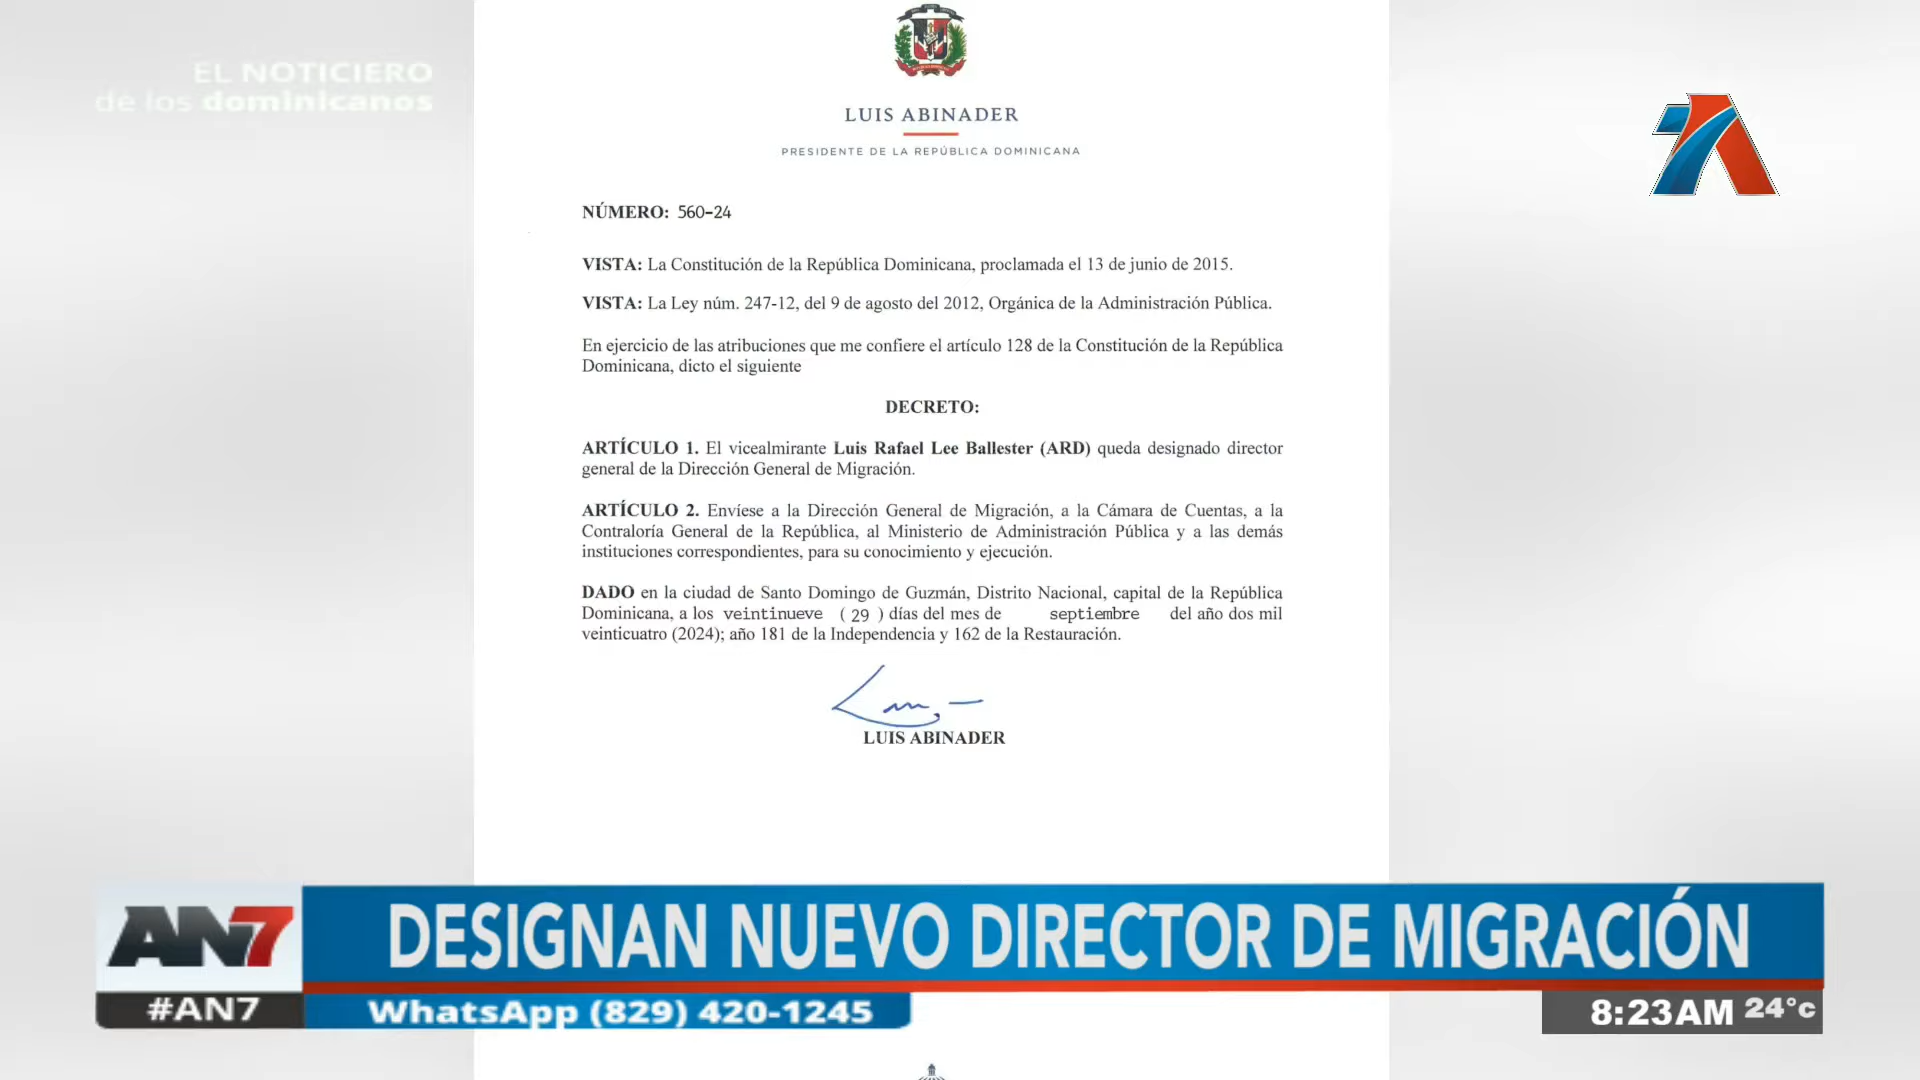 EL NOTICIERO
de los dominicanos
LUIS ABINADER
PRESIDENTE DE LA REPÚBLICA DOMINICANA
NÚMERO: 560-24
VISTA: La Constitución de la República Dominicana, proclamada el 13 de junio de 2015.
VISTA: La Ley núm. 247-12, del 9 de agosto del 2012, Orgánica de la Administración Pública.
En ejercicio de las atribuciones que me confiere el artículo 128 de la Constitución de la República
Dominicana, dicto el siguiente
DECRETO:
ARTÍCULO 1. El vicealmirante Luis Rafael Lee Ballester (ARD) queda designado director
general de la Dirección General de Migración.
ARTÍCULO 2. Envíese a la Dirección General de Migración, a la Cámara de Cuentas, a la
Contraloría General de la República, al Ministerio de Administración Pública y a las demás
instituciones correspondientes, para su conocimiento y ejecución.
DADO en la ciudad de Santo Domingo de Guzmán, Distrito Nacional, capital de la República
Dominicana, a los veintinueve ( 29 ) días del mes de septiembre del año dos mil
veinticuatro (2024); año 181 de la Independencia y 162 de la Restauración.
LUIS ABINADER
AN7
DESIGNAN NUEVO DIRECTOR DE MIGRACIÓN
#AN7
WhatsApp (829) 420-1245
8:23AM 24°c